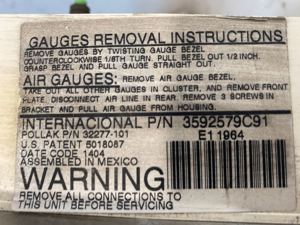 GAUGES REMOVAL INSTRUCTIONS
REMOVE GAUGES BY TWISTING GAUGE BEZEL
COUNTERCLOCKWISE 1/8TH TURN. PULL BEZEL OUT 1/2 INCH.
GRASP BEZEL AND PULL GAUGE STRAIGHT OUT.
AIR GAUGES: REMOVE AIR GAUGE BEZEL,
TAKE OUT ALL OTHER GAUGES IN CLUSTER, AND REMOVE FRONT
PLATE. DISCONNECT AIR LINE IN REAR. REMOVE 3 SCREWS IN
BRACKET AND PULL AIR GAUGE FROM HOUSING.
INTERNACIONAL P/N 3592579C91
POLLAK P/N 32277-101 E11964
U.S. PATENT 5018087
DATE CODE 1404
ASSEMBLED IN MEXICO
WARNING
REMOVE ALL CONNECTIONS TO
THIS UNIT BEFORE SERVICING